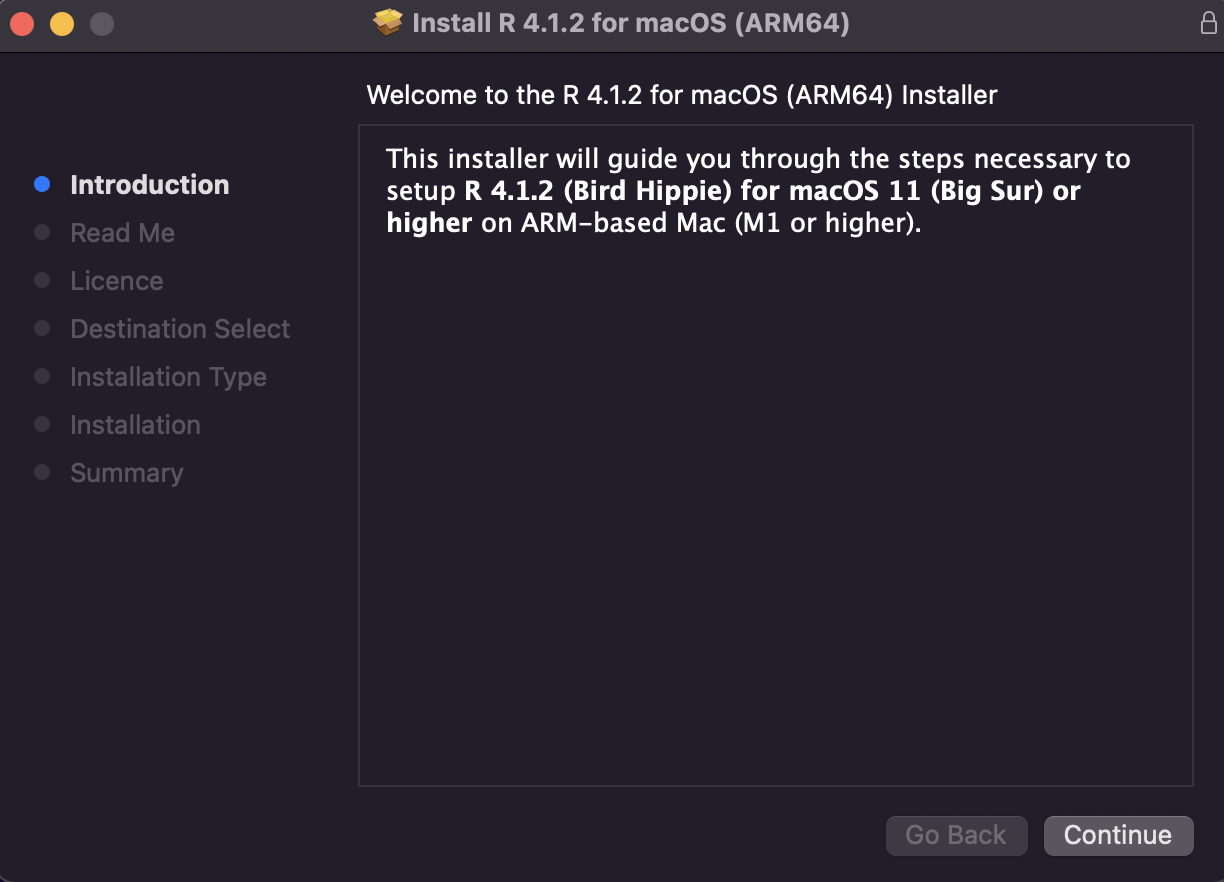 Install R 4.1.2 for macOS (ARM64)
Welcome to the R 4.1.2 for macOS (ARM64) Installer
Introduction
Read Me
Licence
Destination Select
Installation Type
Installation
Summary
This installer will guide you through the steps necessary to
setup R 4.1.2 (Bird Hippie) for macOS 11 (Big Sur) or
higher on ARM-based Mac (M1 or higher).
Go Back
Continue